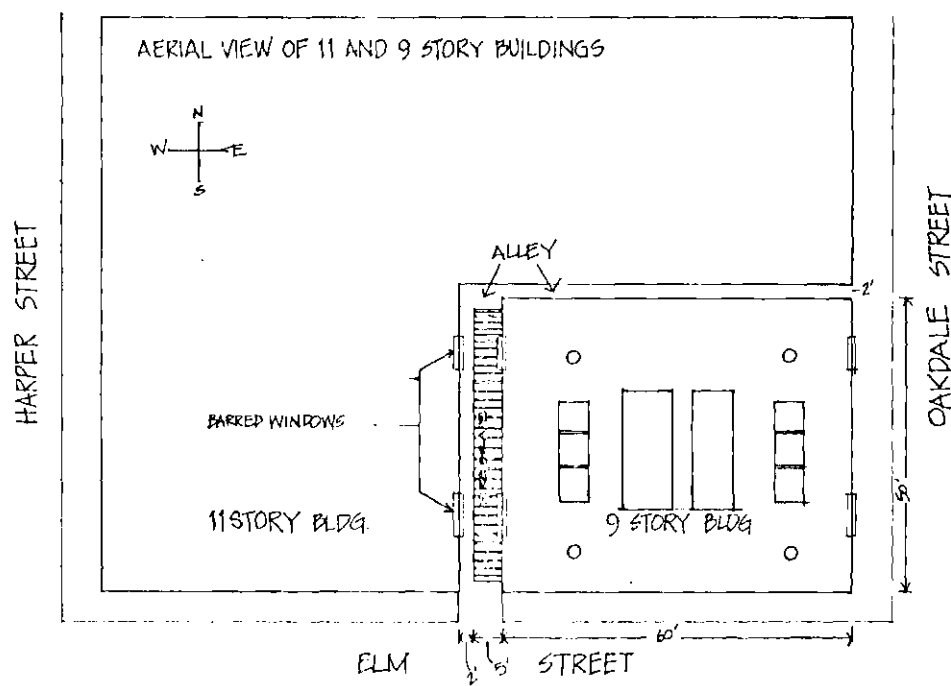 AERIAL VIEW OF 11 AND 9 STORY BUILDINGS
N
W E
S
HARPER STREET
OAKDALE STREET
ALLEY
2'
BARRED WINDOWS
50'
11 STORY BLDG.
9 STORY BLDG
60'
2'
5'
ELM STREET